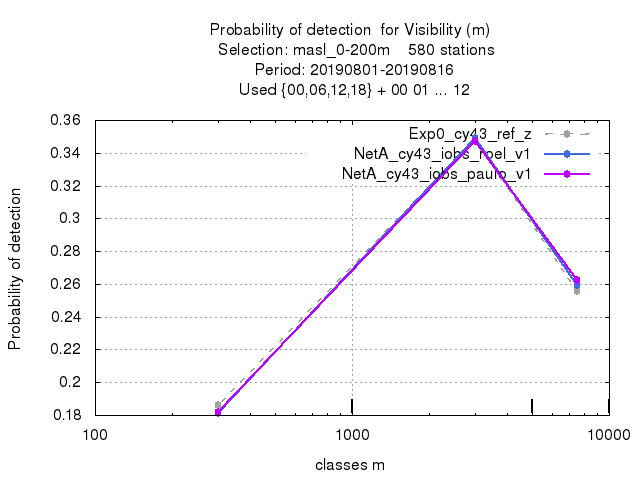 Probability of detection  for Visibility (m)
Selection: masl_0-200m    580 stations
Period: 20190801-20190816
Used {00,06,12,18} + 00 01 ... 12
0.36
0.34
0.32
0.3
0.28
0.26
0.24
0.22
0.2
0.18
Probability of detection
Exp0_cy43_ref_z
NetA_cy43_iobs_roel_v1
NetA_cy43_iobs_paulo_v1
100
1000
10000
classes m